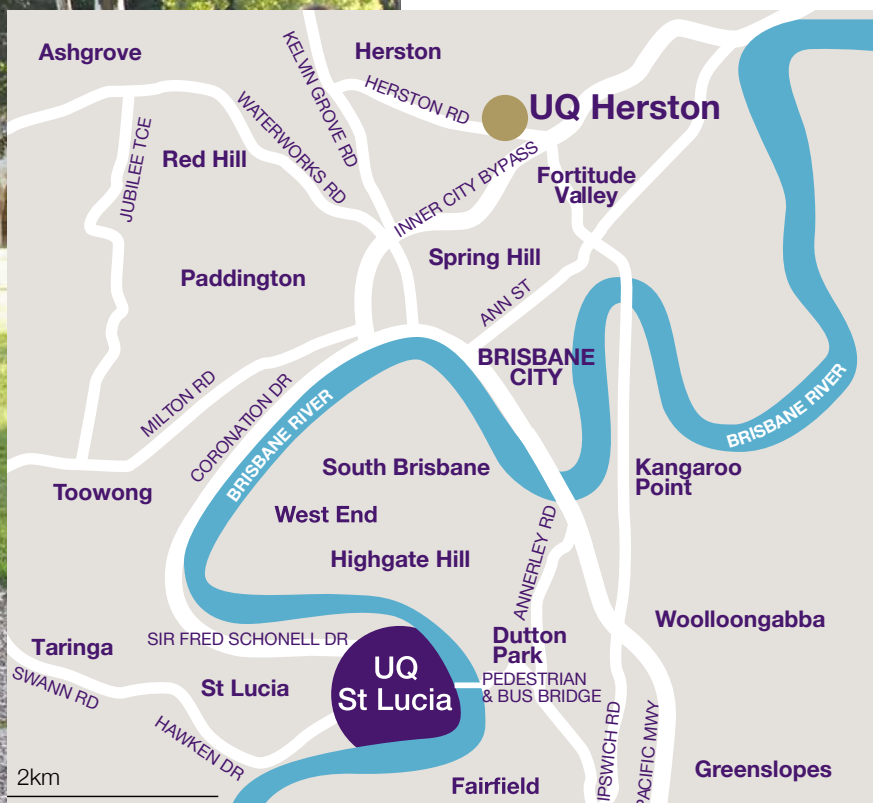 Ashgrove
KELVIN GROVE RD
Herston
HERSTON RD
UQ Herston
JUBILEE TCE
Red Hill
WATERWORKS RD
INNER CITY BYPASS
Fortitude
Valley
Spring Hill
Paddington
ANN ST
BRISBANE
CITY
MILTON RD
CORONATION DR
BRISBANE RIVER
BRISBANE RIVER
South Brisbane
Kangaroo
Point
Toowong
West End
ANNERLEY RD
Highgate Hill
Woolloongabba
Taringa
SIR FRED SCHONELL DR
Dutton
Park
SWANN RD
St Lucia
UQ
St Lucia
PEDESTRIAN
& BUS BRIDGE
HAWKEN DR
IPSWICH RD
PACIFIC MWY
2km
Fairfield
Greenslopes